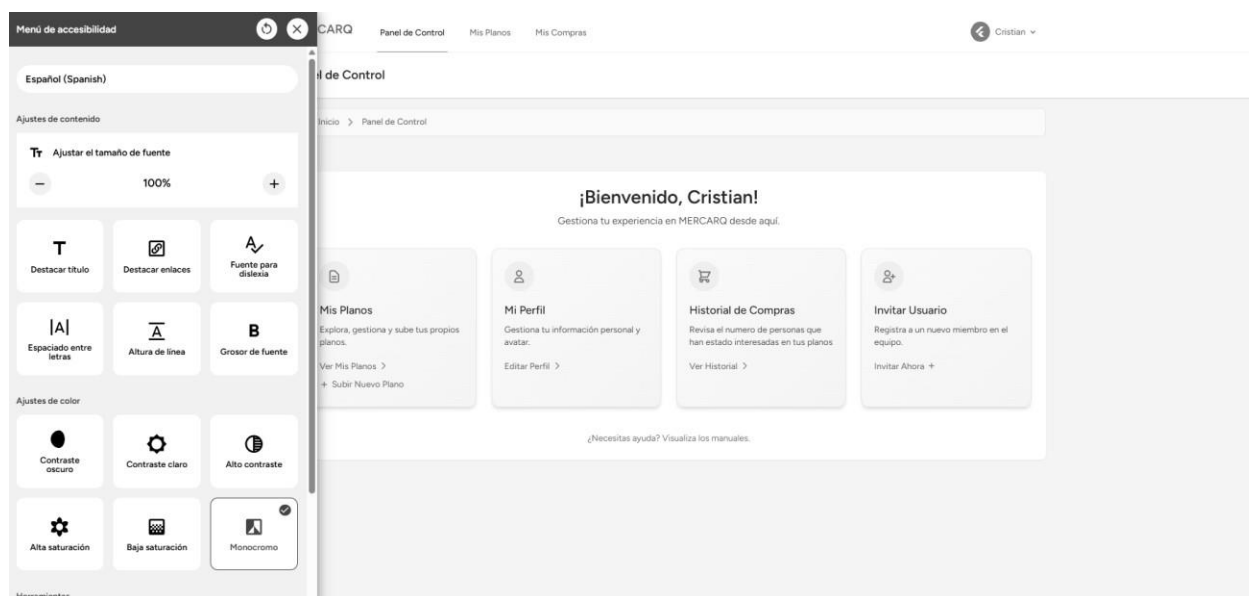 Menú de accesibilidad
Español (Spanish)
Ajustes de contenido
Ajustar el tamaño de fuente
100%
Destacar título
Destacar enlaces
Fuente para
dislexia
Espaciado entre
letras
Altura de línea
Grosor de fuente
Ajustes de color
Contraste
oscuro
Contraste claro
Alto contraste
Alta saturación
Baja saturación
Monocromo
Herramientas
CARQ
Panel de Control
Mis Planos
Mis Compras
Cristian
el de Control
Inicio > Panel de Control
¡Bienvenido, Cristian!
Gestiona tu experiencia en MERCARQ desde aquí.
Mis Planos
Explora, gestiona y sube tus propios
planos.
Ver Mis Planos >
+ Subir Nuevo Plano
Mi Perfil
Gestiona tu información personal y
avatar.
Editar Perfil >
Historial de Compras
Revisa el numero de personas que
han estado interesadas en tus planos
Ver Historial >
Invitar Usuario
Registra a un nuevo miembro en el
equipo.
Invitar Ahora +
¿Necesitas ayuda? Visualiza los manuales.